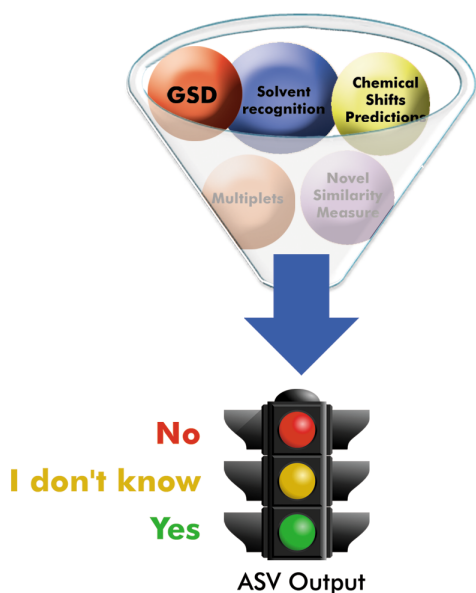 GSD
Solvent
recognition
Chemical
Shifts
Predictions
Multiplets
Novel
Similarity
Measure
No
I don't know
Yes
ASV Output